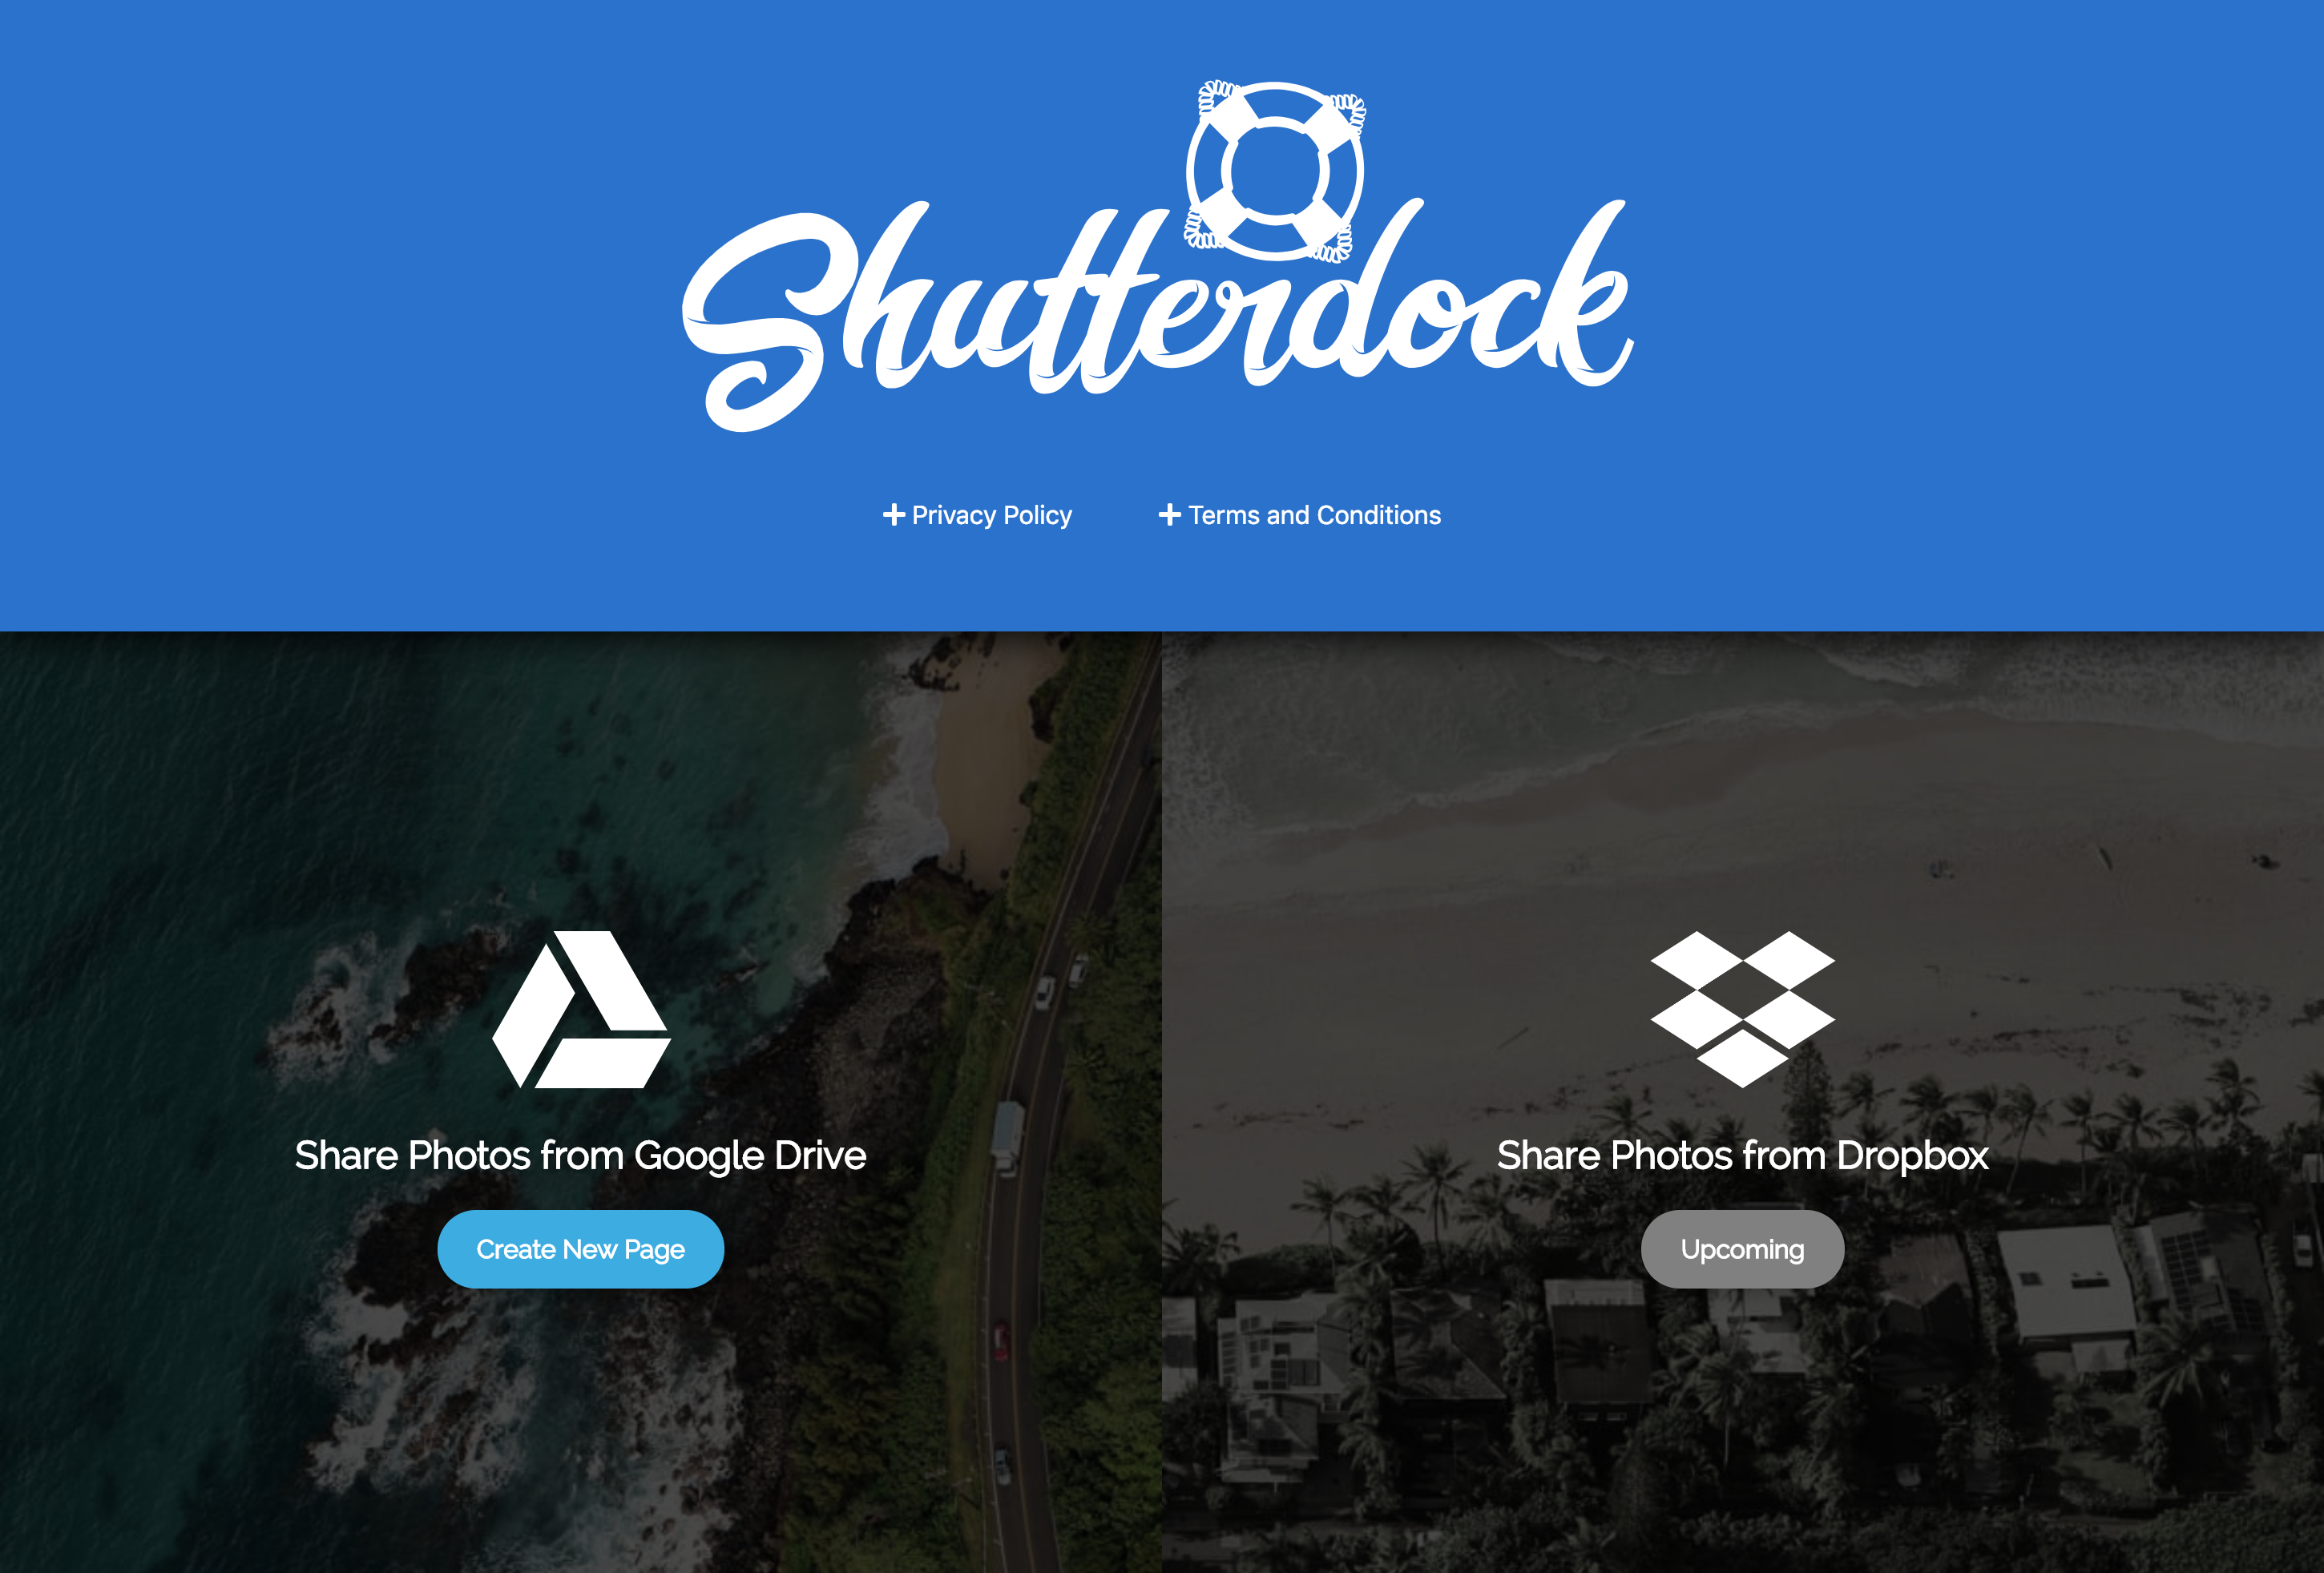 Shutterdock
Privacy Policy
Terms and Conditions
Share Photos from Google Drive
Create New Page
Share Photos from Dropbox
Upcoming